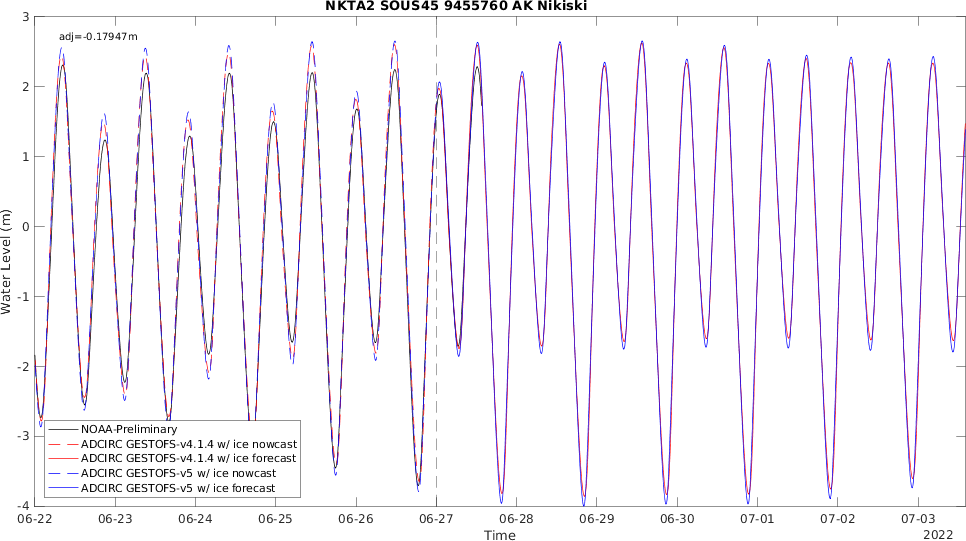 NKTA2 SOUS45 9455760 AK Nikiski
adj=-0.17947m
Water Level (m)
3
2
1
0
-1
-2
-3
-4
NOAA-Preliminary
ADCIRC GESTOFS-v4.1.4 w/ ice nowcast
ADCIRC GESTOFS-v4.1.4 w/ ice forecast
ADCIRC GESTOFS-v5 w/ ice nowcast
ADCIRC GESTOFS-v5 w/ ice forecast
06-22 06-23 06-24 06-25 06-26 06-27 06-28 06-29 06-30 07-01 07-02 07-03
Time
2022